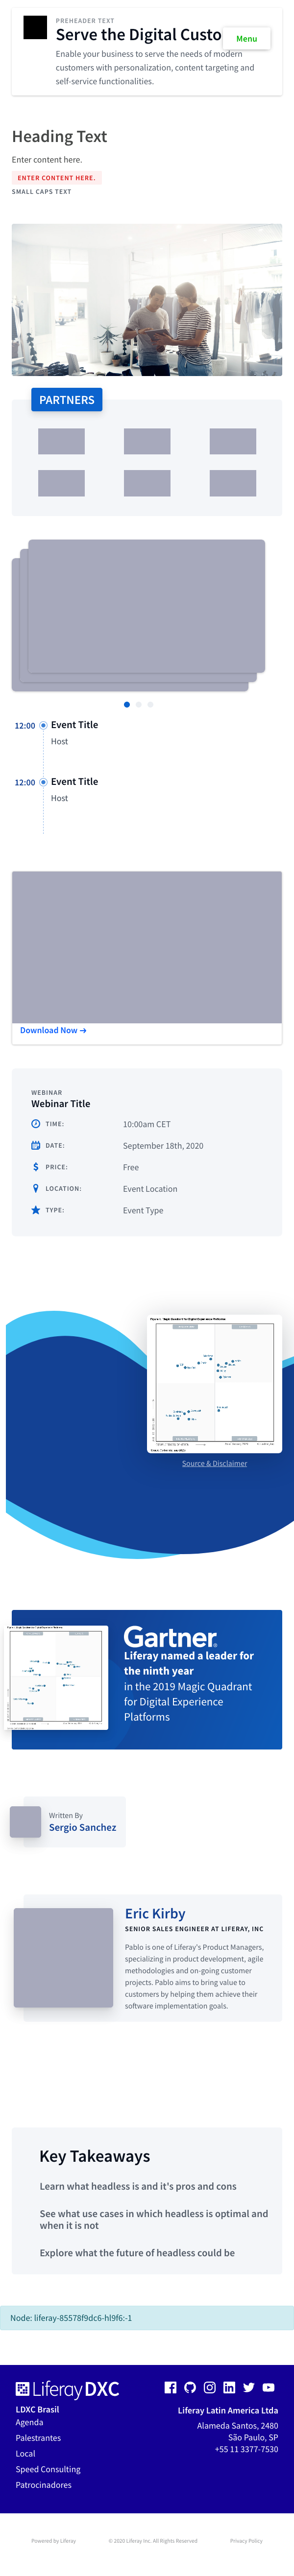 PREHEADER TEXT
Serve the Digital Custo
Menu
Enable your business to serve the needs of modern
customers with personalization, content targeting and
self-service functionalities.
Heading Text
Enter content here.
ENTER CONTENT HERE.
SMALL CAPS TEXT
PARTNERS
12:00 Event Title
Host
12:00 Event Title
Host
Download Now →
WEBINAR
Webinar Title
TIME: 10:00am CET
DATE: September 18th, 2020
PRICE: Free
LOCATION: Event Location
TYPE: Event Type
Source & Disclaimer
Gartner®
Liferay named a leader for
the ninth year
in the 2019 Magic Quadrant
for Digital Experience
Platforms
Written By
Sergio Sanchez
Eric Kirby
SENIOR SALES ENGINEER AT LIFERAY, INC
Pablo is one of Liferay's Product Managers,
specializing in product development, agile
methodologies and on-going customer
projects. Pablo aims to bring value to
customers by helping them achieve their
software implementation goals.
Key Takeaways
Learn what headless is and it's pros and cons
See what use cases in which headless is optimal and
when it is not
Explore what the future of headless could be
Node: liferay-85578f9dc6-hl9f6:-1
Liferay DXC
LDXC Brasil
Agenda
Palestrantes
Local
Speed Consulting
Patrocinadores
Liferay Latin America Ltda
Alameda Santos, 2480
São Paulo, SP
+55 11 3377-7530
Powered by Liferay
© 2020 Liferay Inc. All Rights Reserved
Privacy Policy